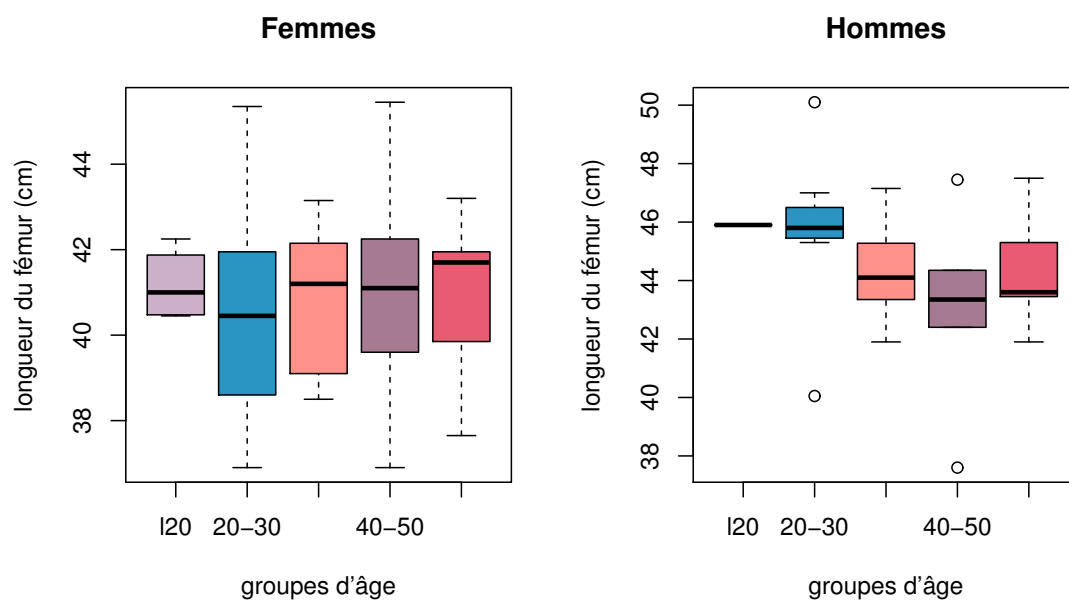 Femmes
longueur du fémur (cm)
44
42
40
38
l20 20−30 40−50
groupes d'âge
Hommes
longueur du fémur (cm)
50
48
46
44
42
40
38
l20 20−30 40−50
groupes d'âge